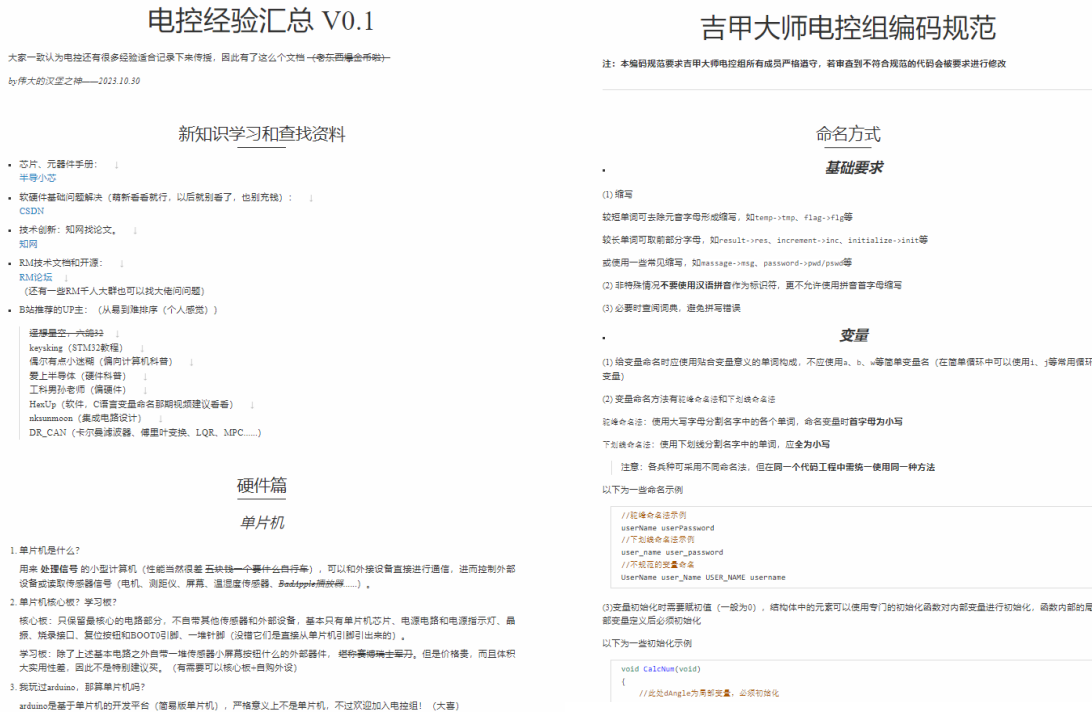 电控经验汇总 V0.1
大家一致认为电控还有很多经验适合记录下来传授，因此有了这么个文档（老东西爆金币啦）
by伟大的汉堡之神——2023.10.30
新知识学习和查找资料
芯片、元器件手册： ↓
半导小芯
软硬件基础问题解决（萌新看看就行，以后就别看了，也别充钱）： ↓
CSDN
技术创新：知网找论文。 ↓
知网
RM技术文档和开源： ↓
RM论坛 ↓
（还有一些RM千人大群也可以找大佬问问题）
B站推荐的UP主：（从易到难排序（个人感觉））
遥想星空，六鸽32 ↓
keysking（STM32教程） ↓
偶尔有点小迷糊（偏向计算机科普） ↓
爱上半导体（硬件科普） ↓
工科男孙老师（偏硬件） ↓
HexUp（软件，C语言变量命名那期视频建议看看） ↓
nksunmoon（集成电路设计） ↓
DR_CAN（卡尔曼滤波器、傅里叶变换、LQR、MPC……）
硬件篇
单片机
1. 单片机是什么？
用来 处理信号 的小型计算机（性能当然很差 五块钱一个要什么自行车），可以和外接设备直接进行通信，进而控制外部
设备或读取传感器信号（电机、测距仪、屏幕、温湿度传感器、BadApple播放器……）。
2. 单片机核心板？学习板？
核心板：只保留最核心的电路部分，不自带其他传感器和外部设备，基本只有单片机芯片、电源电路和电源指示灯、晶
振、烧录接口、复位按钮和BOOT0引脚、一堆针脚（没错它们是直接从单片机引脚引出来的）。
学习板：除了上述基本电路之外自带一堆传感器小屏幕按钮什么的外部器件，堪称赛博瑞士军刀。但是价格贵，而且体积
大实用性差，因此不是特别建议买。（有需要可以核心板+自购外设）
3. 我玩过arduino，那算单片机吗？
arduino是基于单片机的开发平台（简易版单片机），严格意义上不是单片机，不过欢迎加入电控组！（大喜）
吉甲大师电控组编码规范
注：本编码规范要求吉甲大师电控组所有成员严格遵守，若审查到不符合规范的代码会被要求进行修改
命名方式
基础要求
(1) 缩写
较短单词可去除元音字母形成缩写，如temp->tmp、flag->flg等
较长单词可取前部分字母，如result->res、increment->inc、initialize->init等
或使用一些常见缩写，如massage->msg、password->pwd/pswd等
(2) 非特殊情况不要使用汉语拼音作为标识符，更不允许使用拼音首字母缩写
(3) 必要时查阅词典，避免拼写错误
变量
(1) 给变量命名时应使用贴合变量意义的单词构成，不应使用a、b、w等简单变量名（在简单循环中可以使用i、j等常用循环
变量）
(2) 变量命名方法有驼峰命名法和下划线命名法
驼峰命名法：使用大写字母分割名字中的各个单词，命名变量时首字母为小写
下划线命名法：使用下划线分割名字中的单词，应全为小写
注意：各兵种可采用不同命名法，但在同一个代码工程中需统一使用同一种方法
以下为一些命名示例
//驼峰命名法示例
userName userPassword
//下划线命名法示例
user_name user_password
//不规范的变量命名
UserName user_Name USER_NAME username
(3)变量初始化时需要赋初值（一般为0），结构体中的元素可以使用专门的初始化函数对内部变量进行初始化，函数内部的局
部变量定义后必须初始化
以下为一些初始化示例
void CalcNum(void)
{
//此处dAngle为局部变量，必须初始化